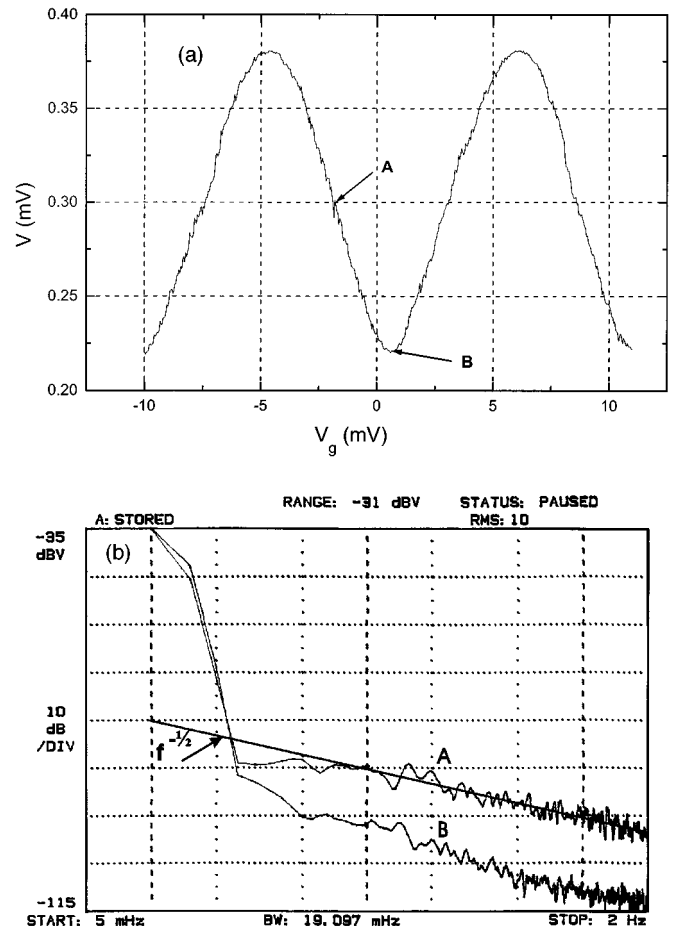 0.40
(a)
0.35
A
V (mV)
0.30
0.25
B
0.20
-10 -5 0 5 10
V_g (mV)
RANGE: -31 dBV STATUS: PAUSED
A: STORED RMS: 10
-35
dBV
(b)
10
dB
/DIV
f^-½
A
B
-115
START: 5 mHz BW: 19.097 mHz STOP: 2 Hz